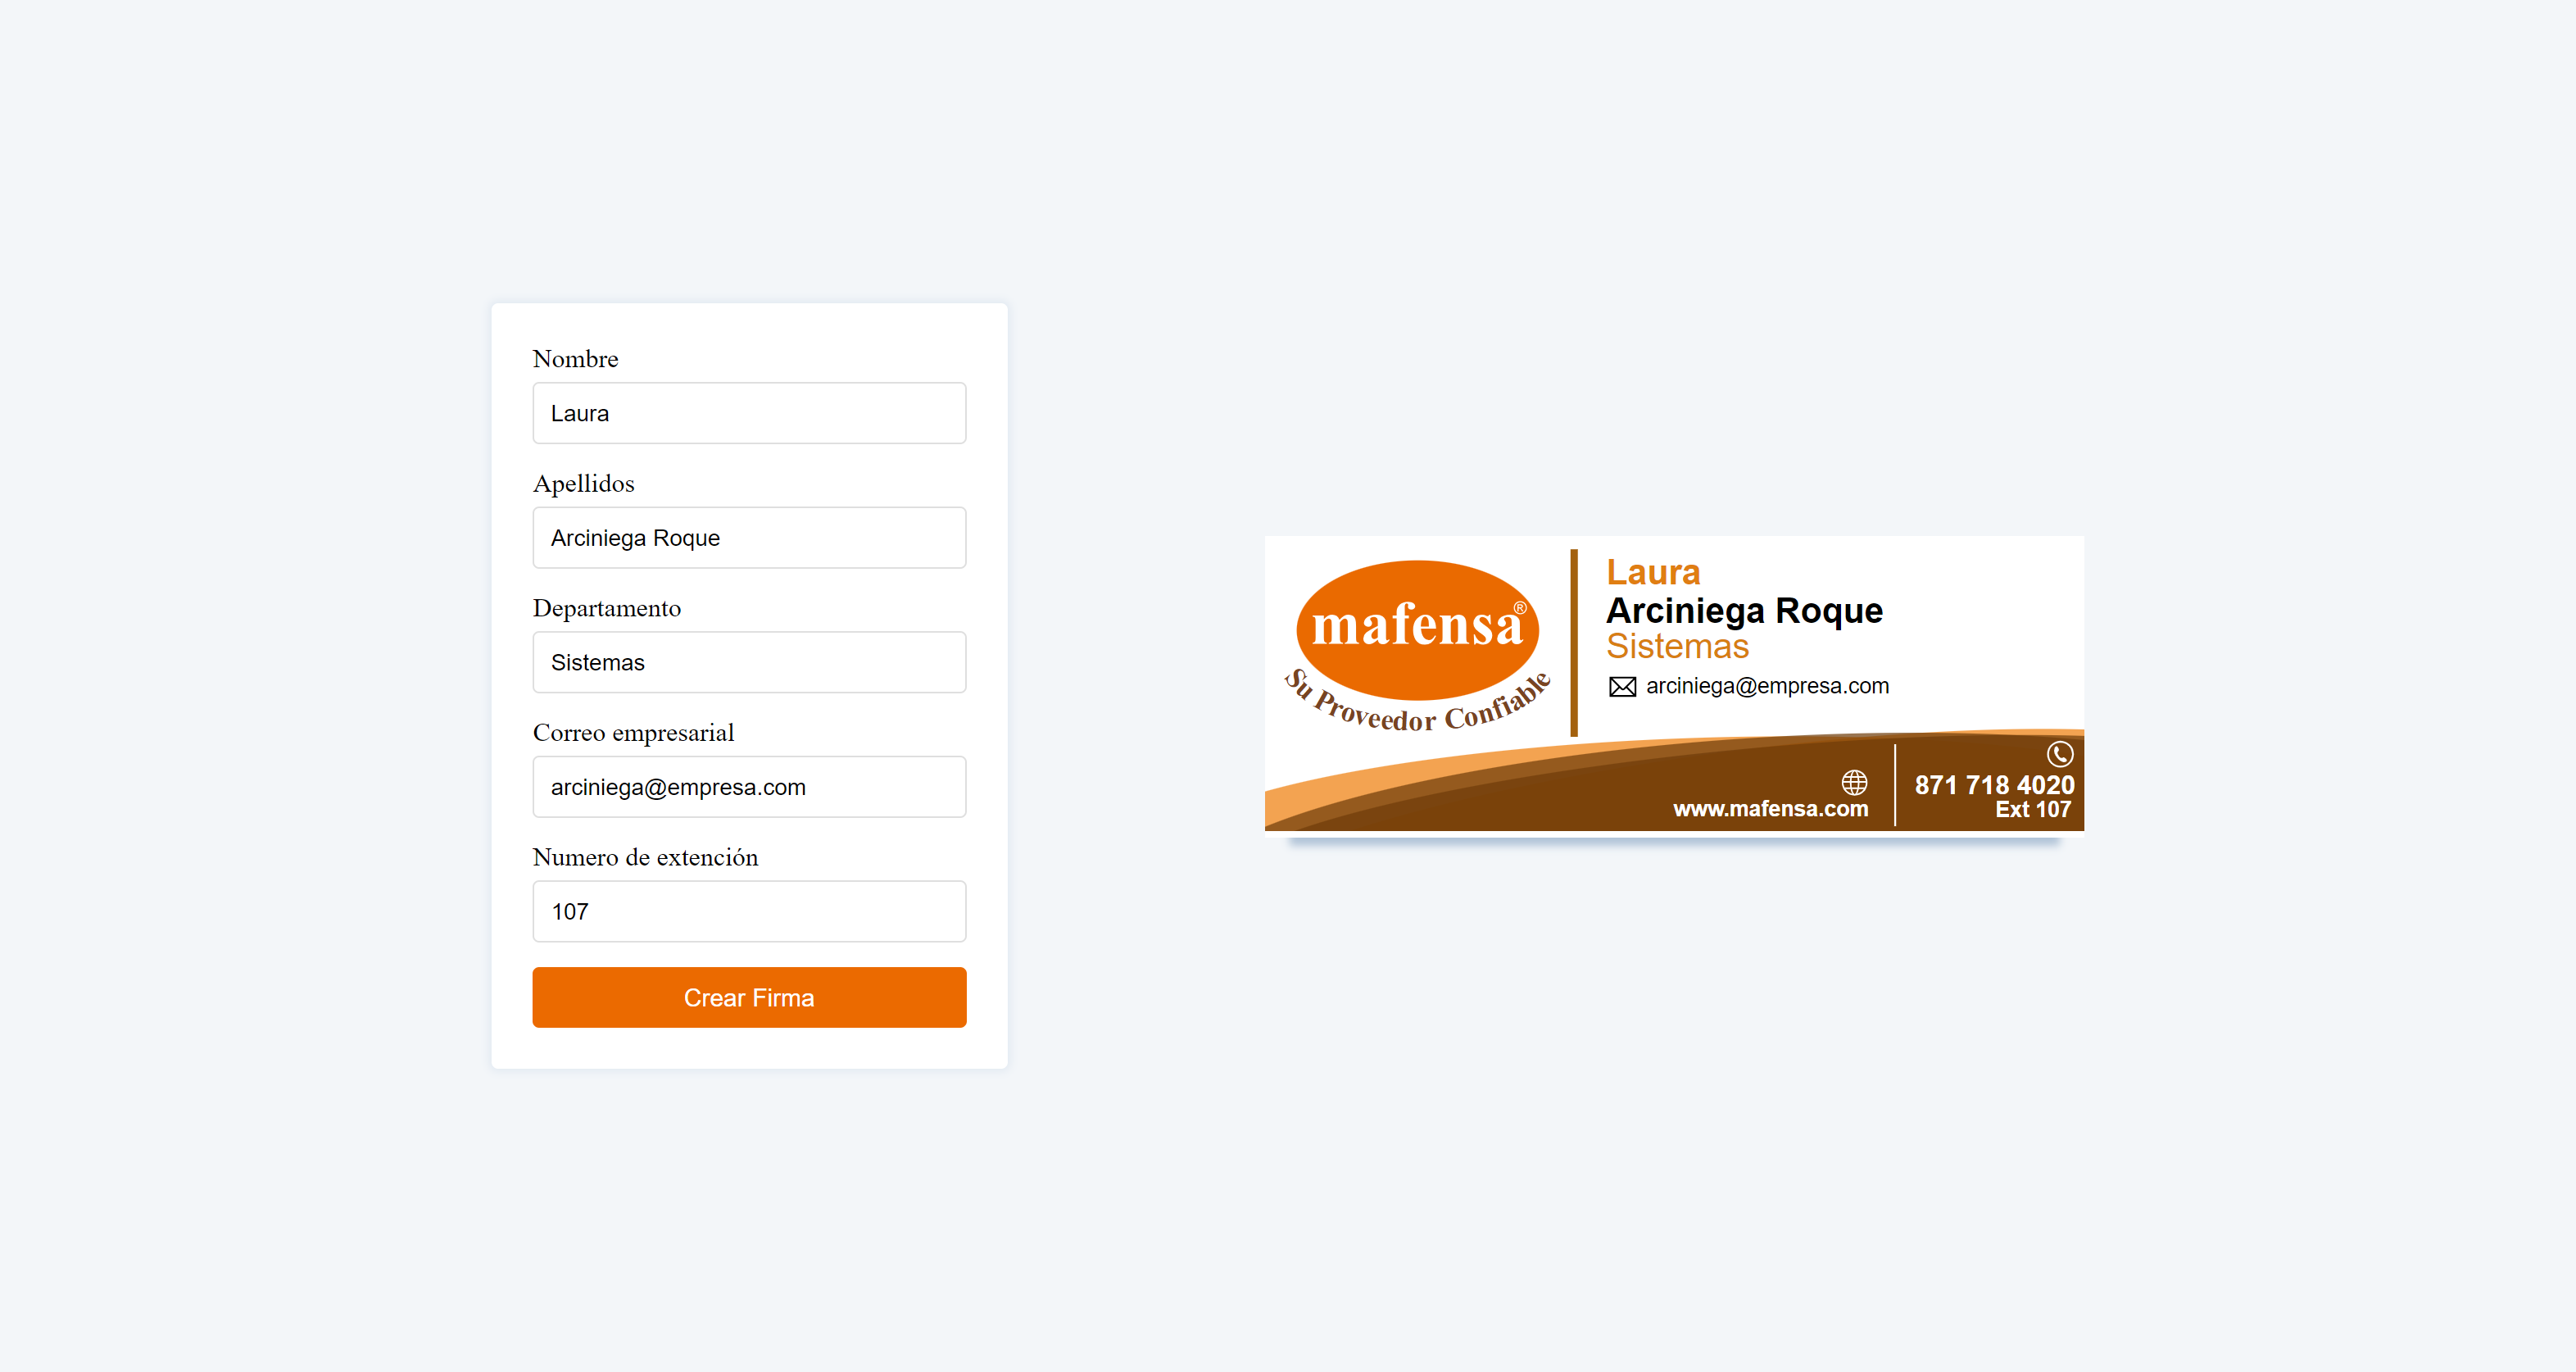 Nombre
Laura
Apellidos
Arciniega Roque
Departamento
Sistemas
Correo empresarial
arciniega@empresa.com
Numero de extención
107
Crear Firma
mafensa®
Su Proveedor Confiable
Laura
Arciniega Roque
Sistemas
arciniega@empresa.com
www.mafensa.com
871 718 4020
Ext 107